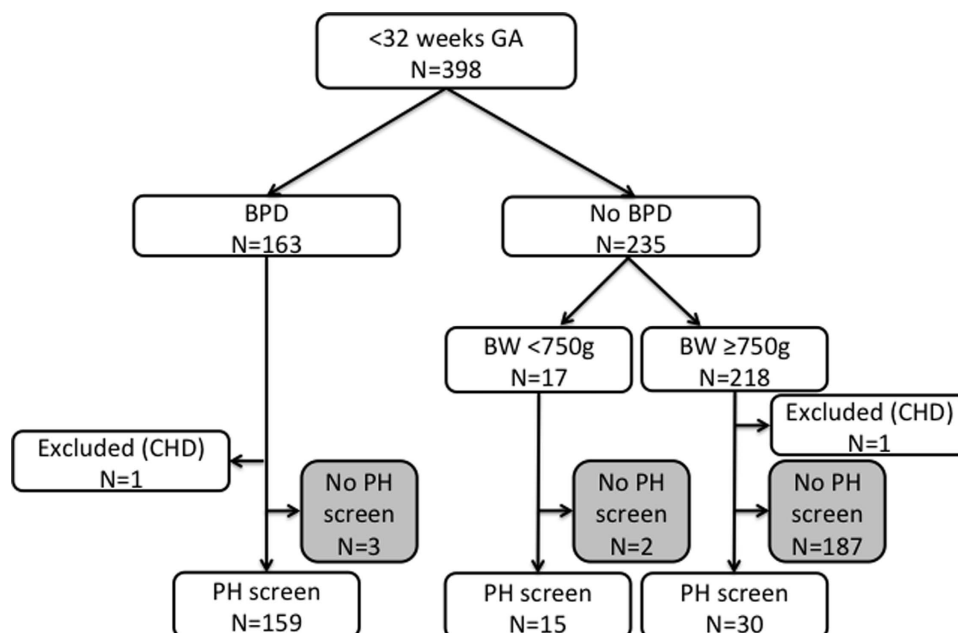 <32 weeks GA
N=398
BPD
N=163
No BPD
N=235
BW <750g
N=17
BW ≥750g
N=218
Excluded (CHD)
N=1
Excluded (CHD)
N=1
No PH
screen
N=3
No PH
screen
N=2
No PH
screen
N=187
PH screen
N=159
PH screen
N=15
PH screen
N=30